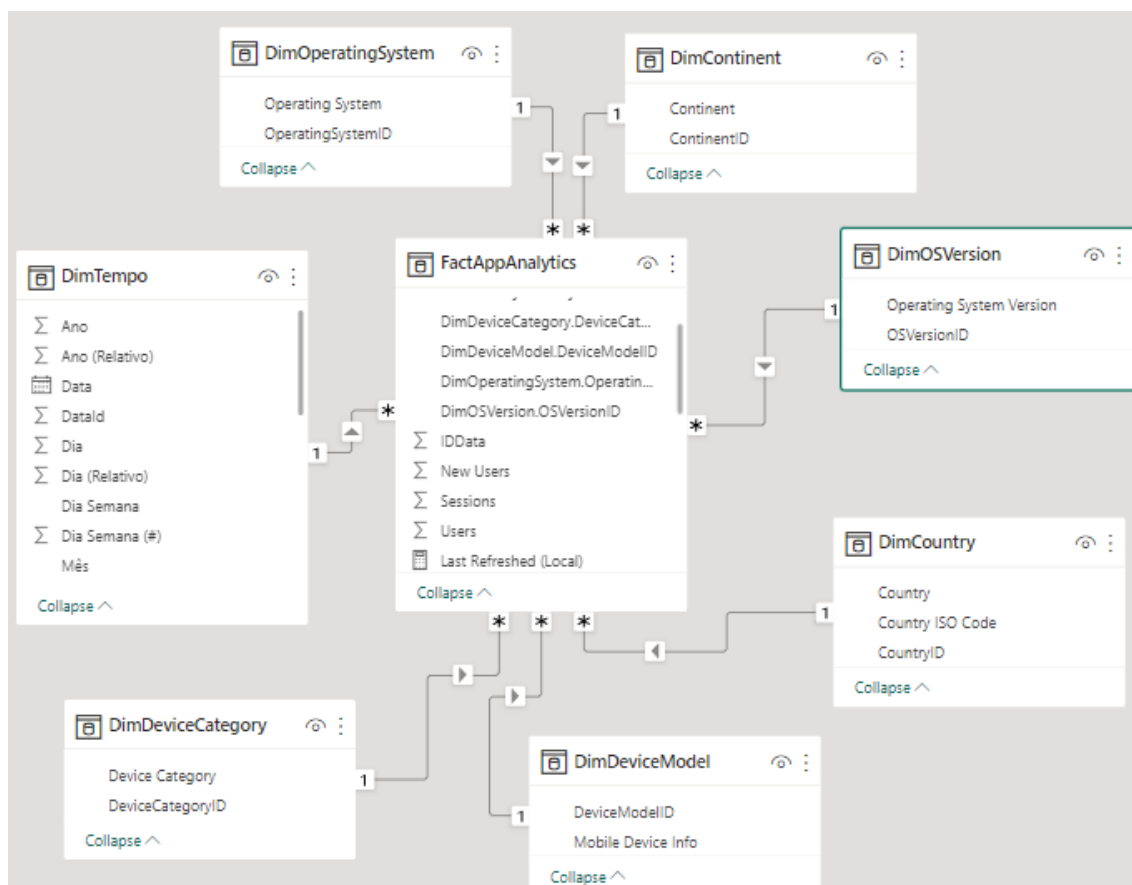 DimOperatingSystem
Operating System
OperatingSystemID
Collapse
DimContinent
Continent
ContinentID
Collapse
1
1
*
*
DimTempo
Ano
Ano (Relativo)
Data
DataId
Dia
Dia (Relativo)
Dia Semana
Dia Semana (#)
Mês
Collapse
1
*
FactAppAnalytics
DimDeviceCategory.DeviceCat...
DimDeviceModel.DeviceModelID
DimOperatingSystem.Operatin...
DimOSVersion.OSVersionID
IDData
New Users
Sessions
Users
Last Refreshed (Local)
Collapse
DimOSVersion
Operating System Version
OSVersionID
Collapse
1
*
DimCountry
Country
Country ISO Code
CountryID
Collapse
1
*
*
*
DimDeviceCategory
Device Category
DeviceCategoryID
Collapse
1
DimDeviceModel
DeviceModelID
Mobile Device Info
Collapse
1